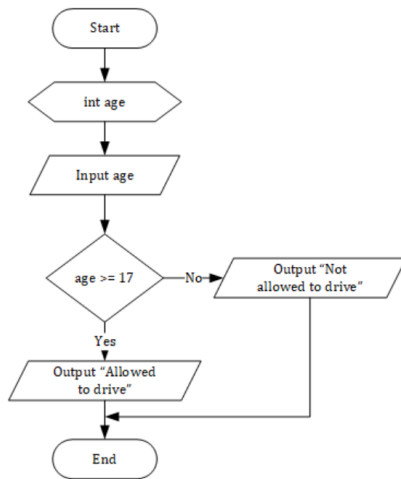 Start
int age
Input age
age >= 17
No
Output “Not
allowed to drive”
Yes
Output “Allowed
to drive”
End